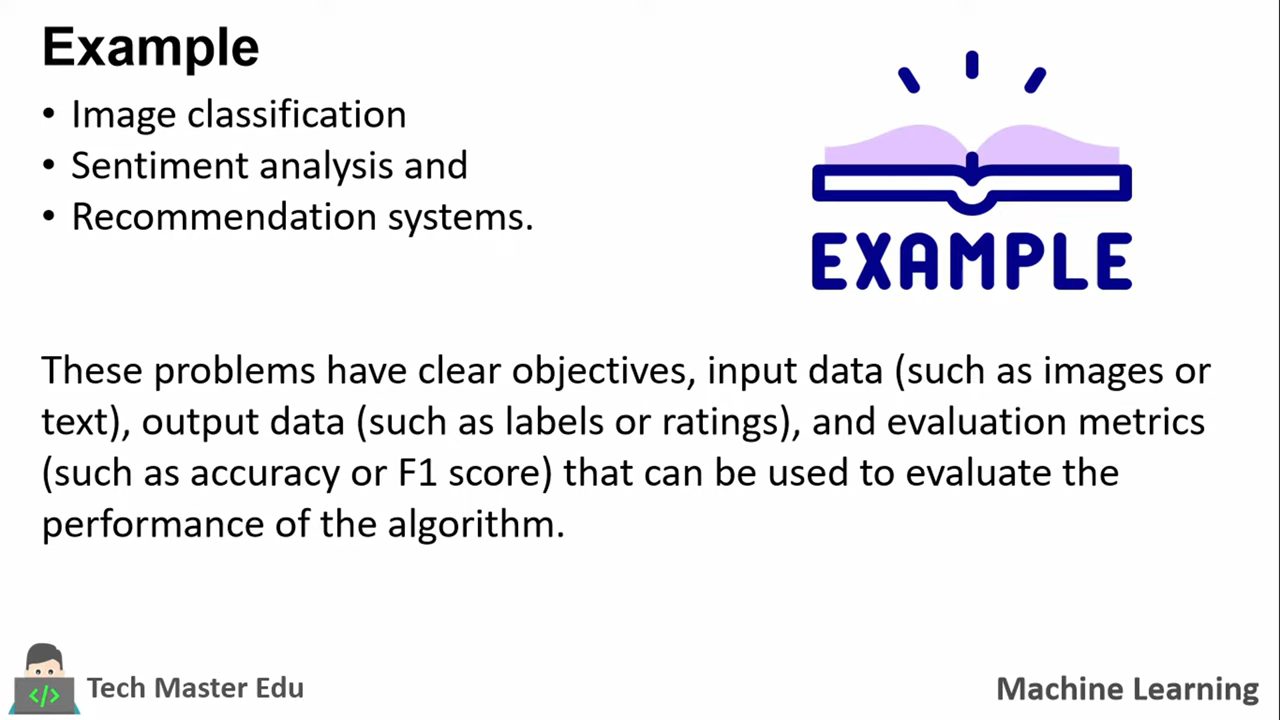 Example
• Image classification
• Sentiment analysis and
• Recommendation systems.
EXAMPLE
These problems have clear objectives, input data (such as images or
text), output data (such as labels or ratings), and evaluation metrics
(such as accuracy or F1 score) that can be used to evaluate the
performance of the algorithm.
</>
Tech Master Edu
Machine Learning